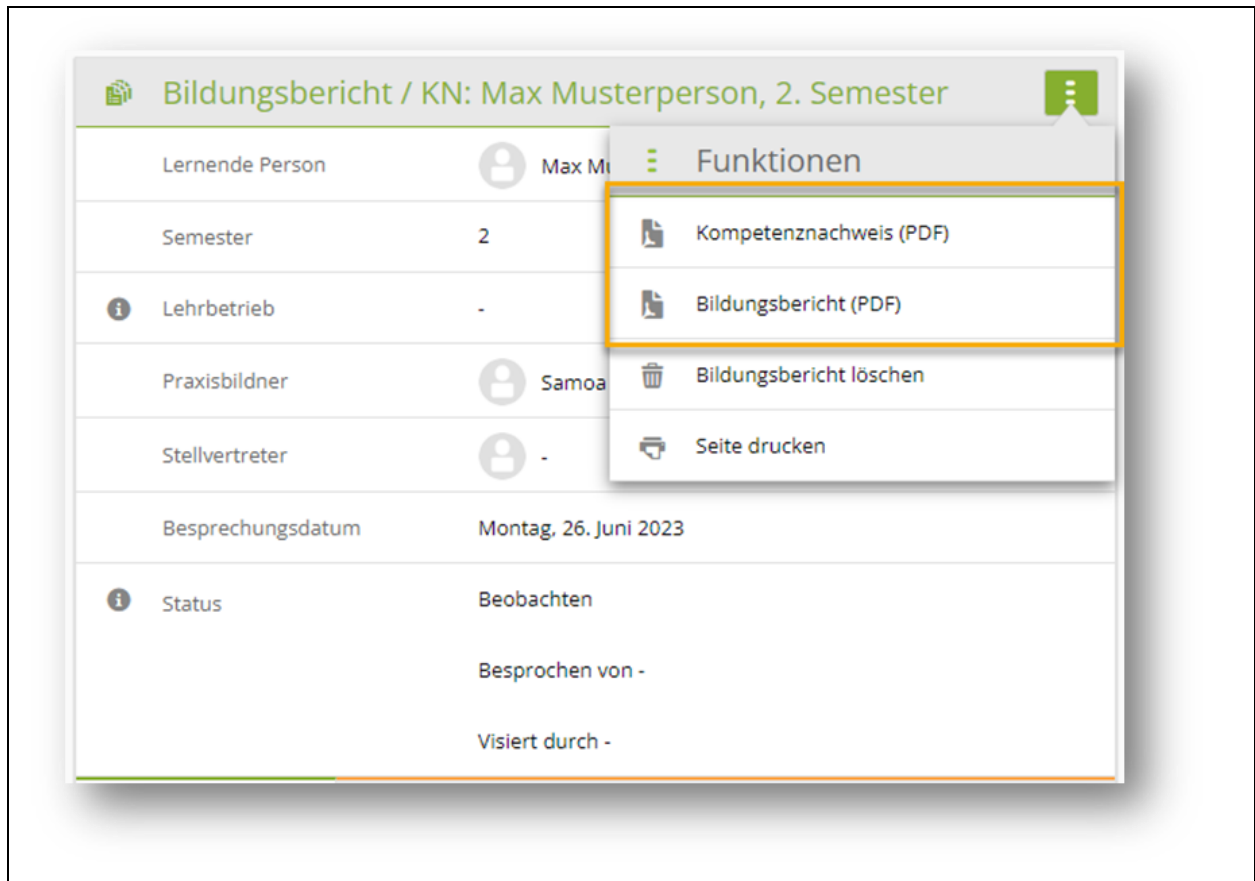 Bildungsbericht / KN: Max Musterperson, 2. Semester
Lernende Person
Max
Funktionen
Semester
2
Kompetenznachweis (PDF)
Lehrbetrieb
-
Bildungsbericht (PDF)
Praxisbildner
Samoa
Bildungsbericht löschen
Stellvertreter
-
Seite drucken
Besprechungsdatum
Montag, 26. Juni 2023
Status
Beobachten
Besprochen von -
Visiert durch -